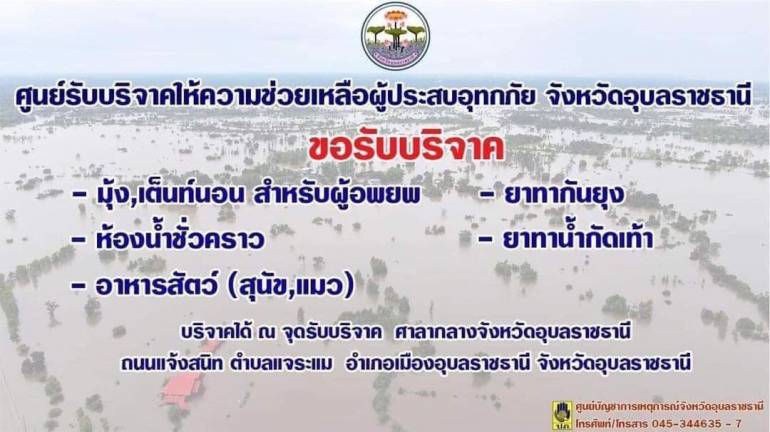 ศูนย์รับบริจาคให้ความช่วยเหลือผู้ประสบอุทกภัย จังหวัดอุบลราชธานี
ขอรับบริจาค
- มุ้ง,เต็นท์นอน สำหรับผู้อพยพ
- ห้องน้ำชั่วคราว
- อาหารสัตว์ (สุนัข,แมว)
- ยาทากันยุง
- ยาทาน้ำกัดเท้า
บริจาคได้ ณ จุดรับบริจาค ศาลากลางจังหวัดอุบลราชธานี
ถนนแจ้งสนิท ตำบลแจระแม อำเภอเมืองอุบลราชธานี จังหวัดอุบลราชธานี
ศูนย์บัญชาการเหตุการณ์จังหวัดอุบลราชธานี
โทรศัพท์/โทรสาร 045-344635 - 7
ปภ.